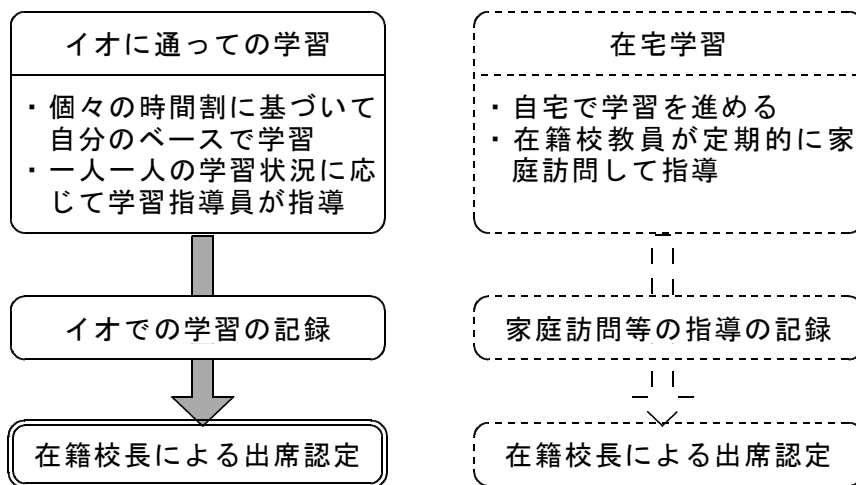 イオに通っての学習
・個々の時間割に基づいて
自分のペースで学習
・一人一人の学習状況に応
じて学習指導員が指導
イオでの学習の記録
在籍校長による出席認定
在宅学習
・自宅で学習を進める
・在籍校教員が定期的に家
庭訪問して指導
家庭訪問等の指導の記録
在籍校長による出席認定